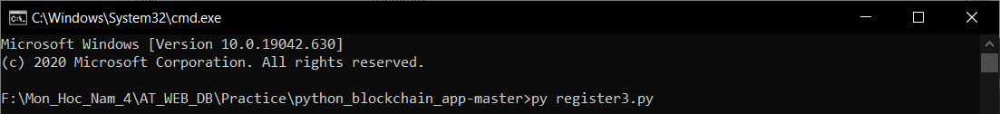 C:\Windows\System32\cmd.exe
Microsoft Windows [Version 10.0.19042.630]
(c) 2020 Microsoft Corporation. All rights reserved.
F:\Mon_Hoc_Nam_4\AT_WEB_DB\Practice\python_blockchain_app-master>py register3.py